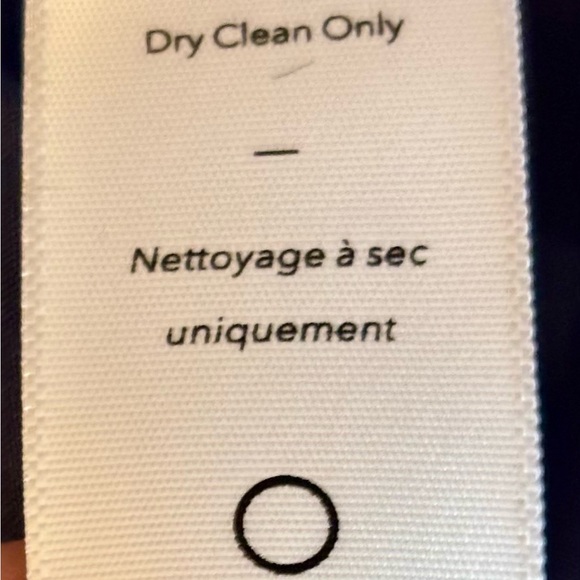 Dry Clean Only
—
Nettoyage à sec
uniquement